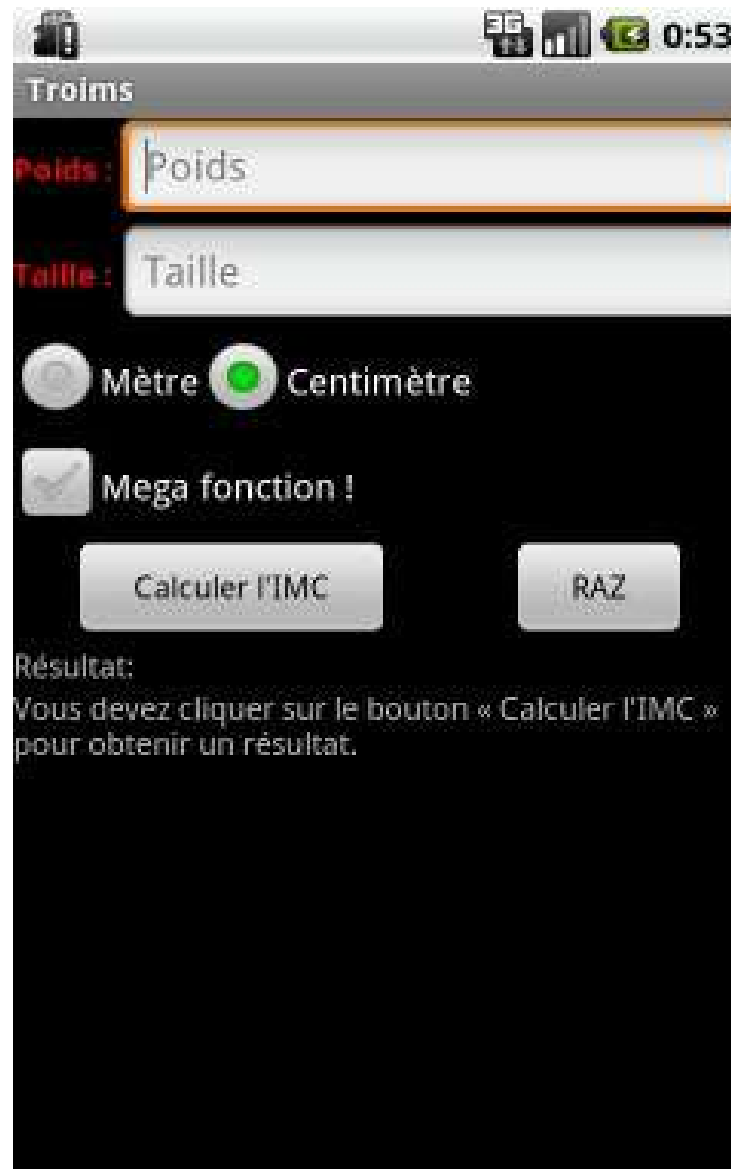 3G 0:53
Troims
Poids : Poids
Taille : Taille
Mètre Centimètre
Mega fonction !
Calculer l'IMC RAZ
Résultat:
Vous devez cliquer sur le bouton « Calculer l'IMC »
pour obtenir un résultat.